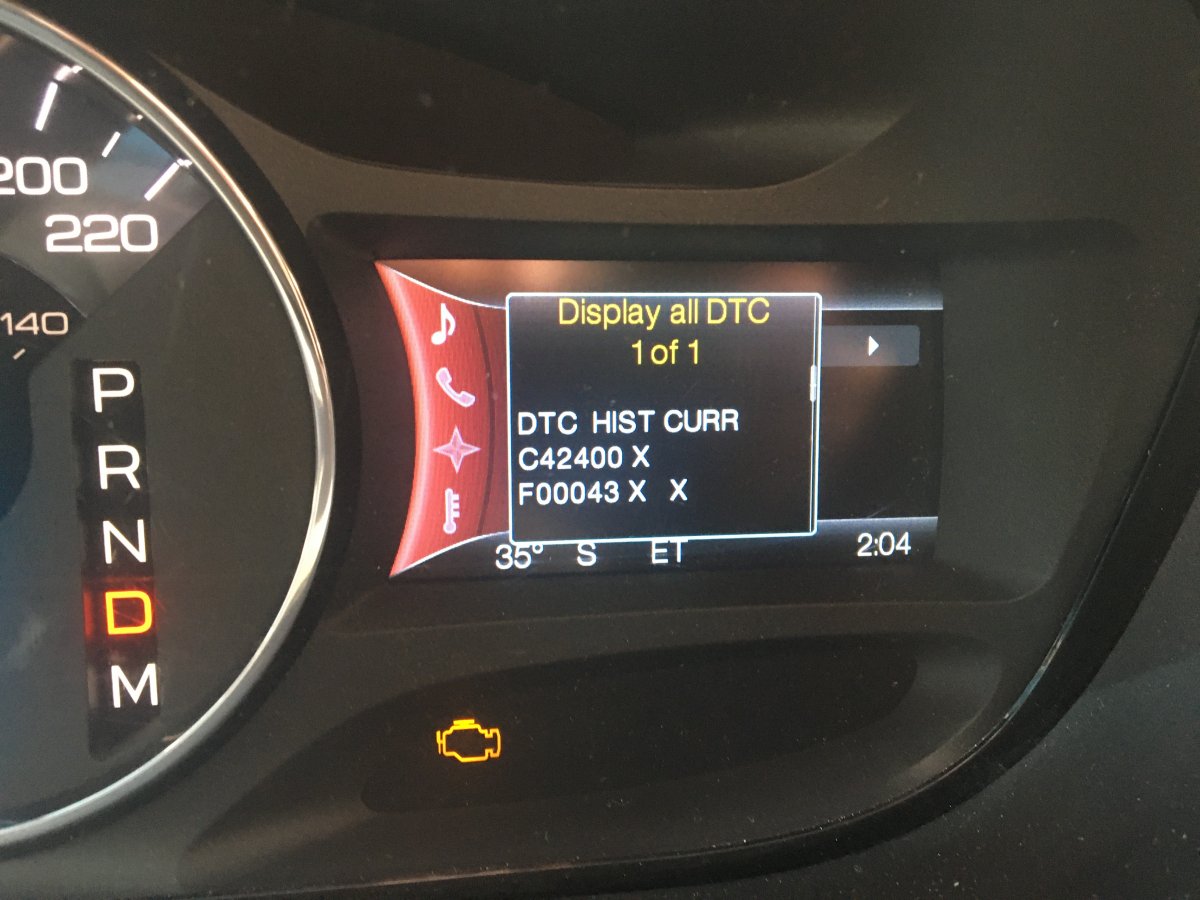 200
220
140
P
R
N
D
M
Display all DTC
1 of 1
DTC HIST CURR
C42400 X
F00043 X X
35° S ET 2:04